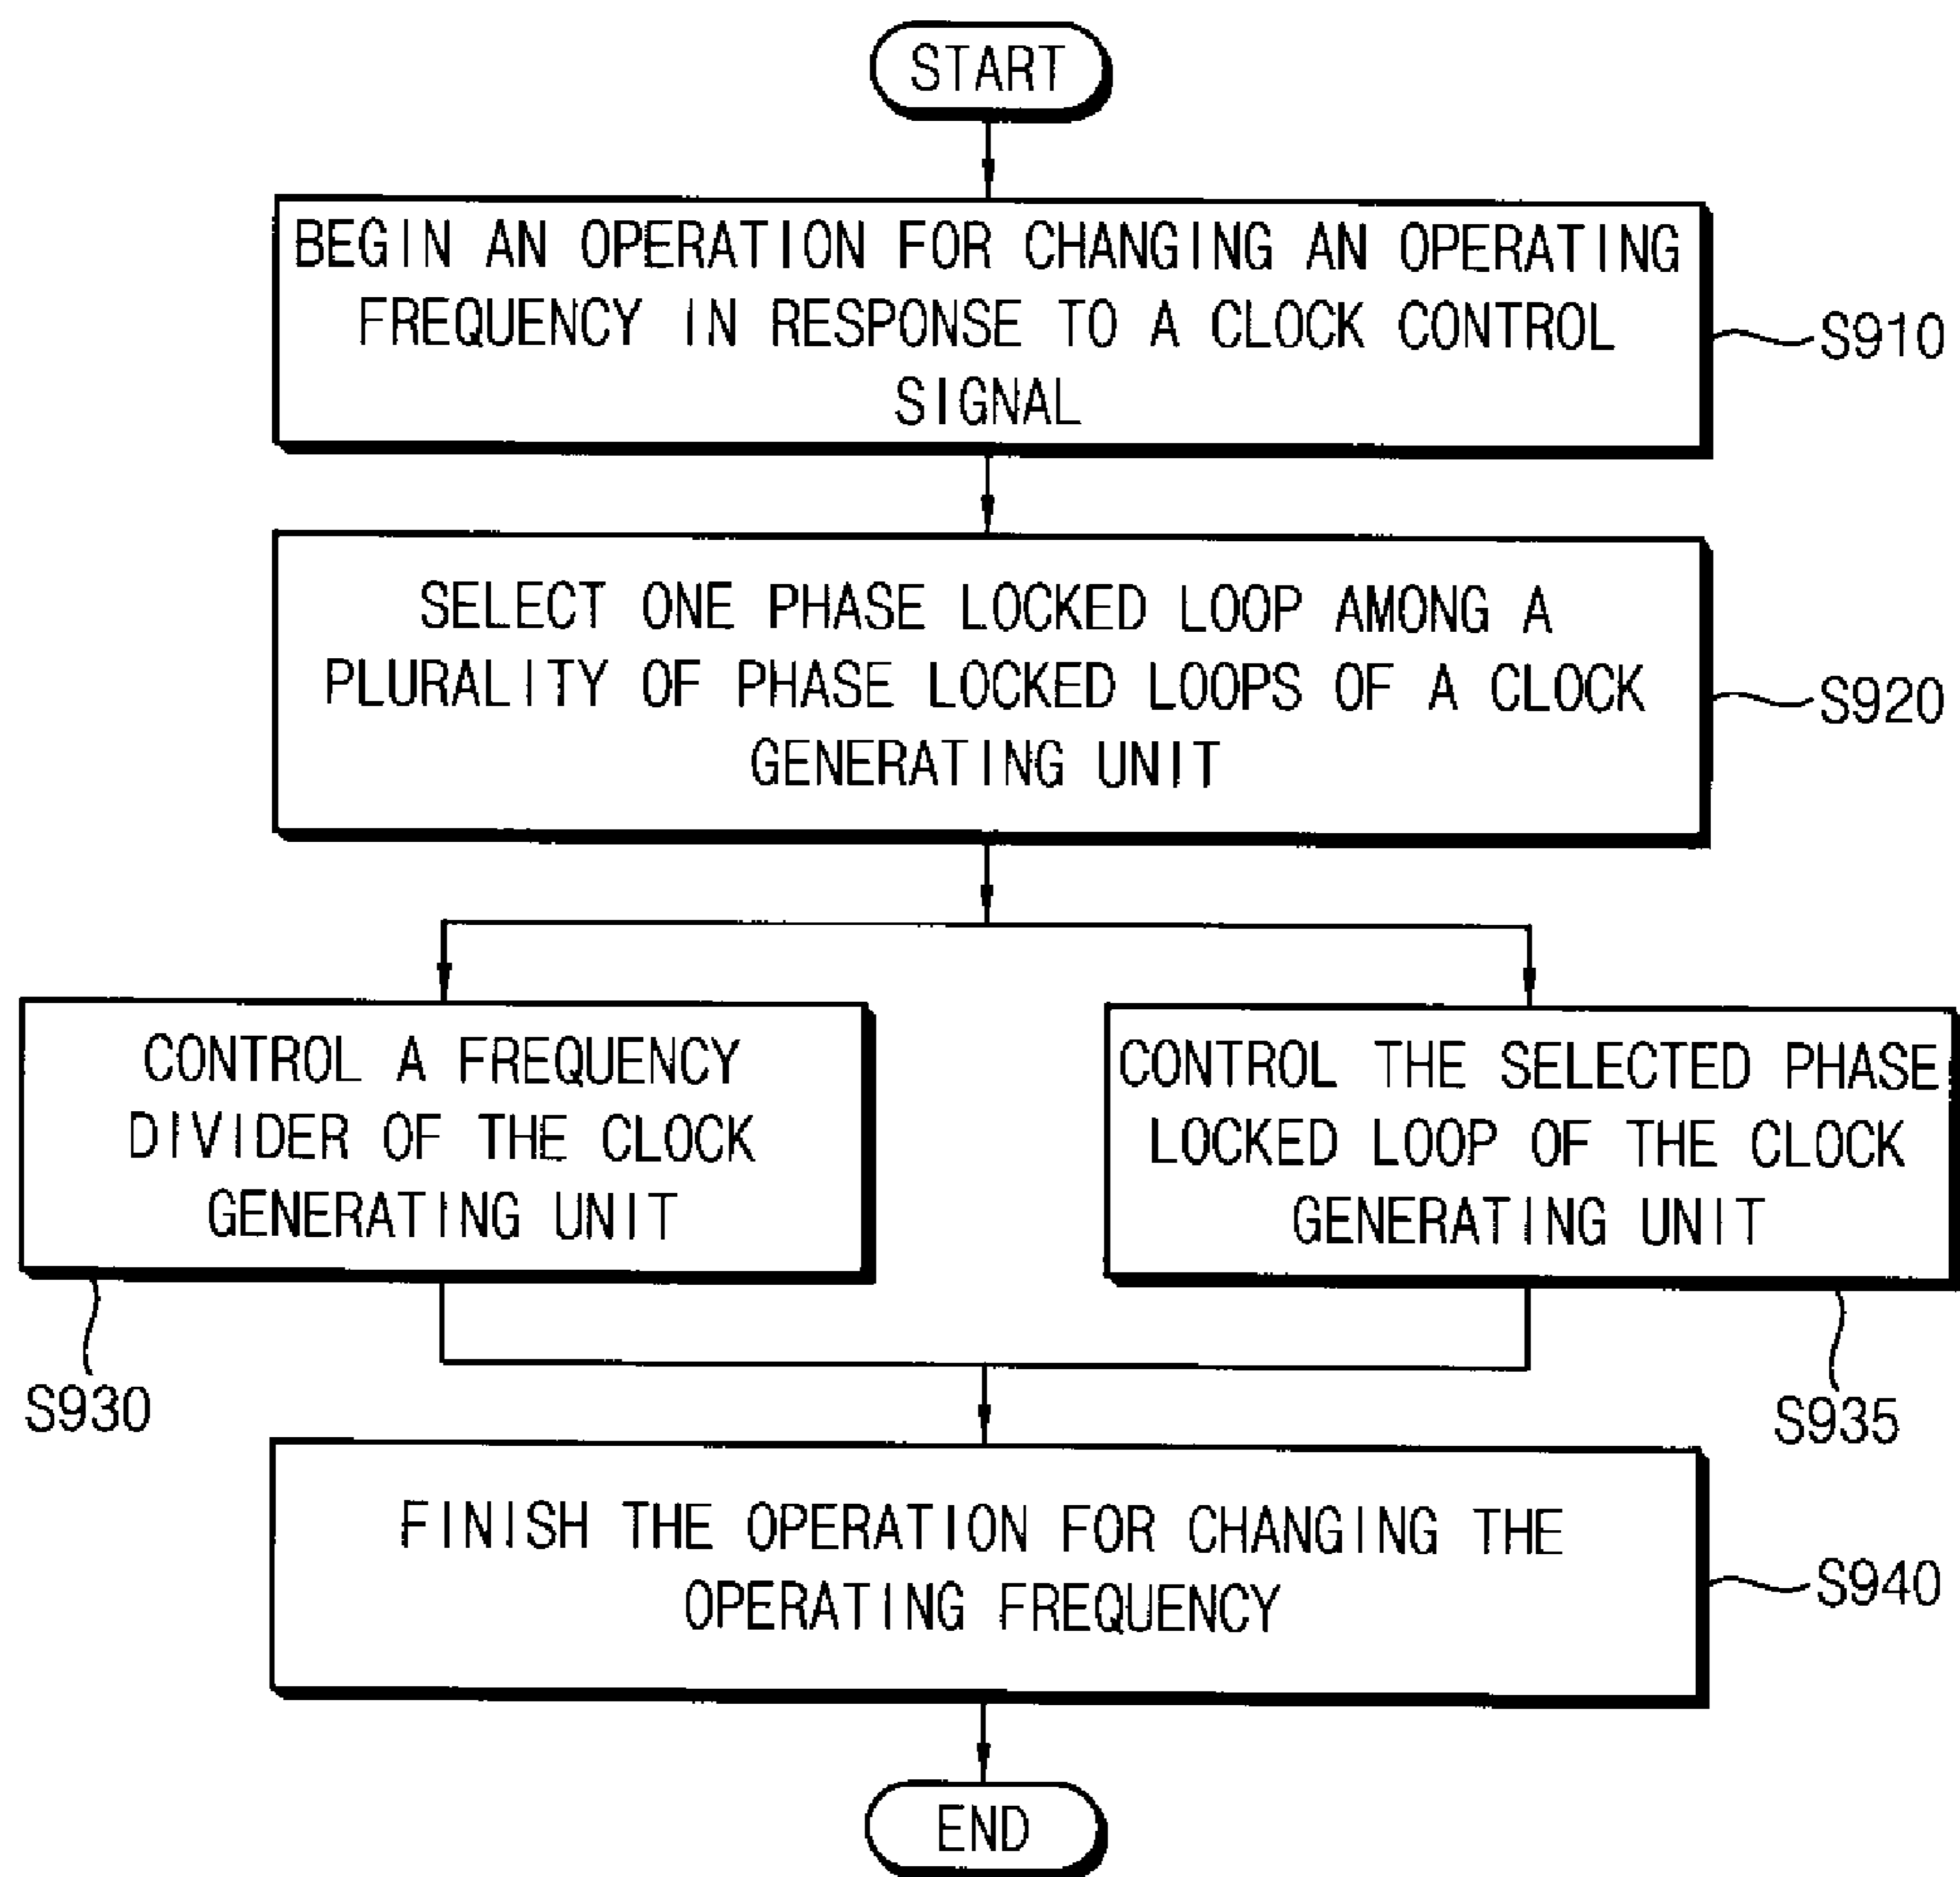 START
BEGIN AN OPERATION FOR CHANGING AN OPERATING
FREQUENCY IN RESPONSE TO A CLOCK CONTROL
SIGNAL
S910
SELECT ONE PHASE LOCKED LOOP AMONG A
PLURALITY OF PHASE LOCKED LOOPS OF A CLOCK
GENERATING UNIT
S920
CONTROL A FREQUENCY
DIVIDER OF THE CLOCK
GENERATING UNIT
S930
CONTROL THE SELECTED PHASE
LOCKED LOOP OF THE CLOCK
GENERATING UNIT
S935
FINISH THE OPERATION FOR CHANGING THE
OPERATING FREQUENCY
S940
END